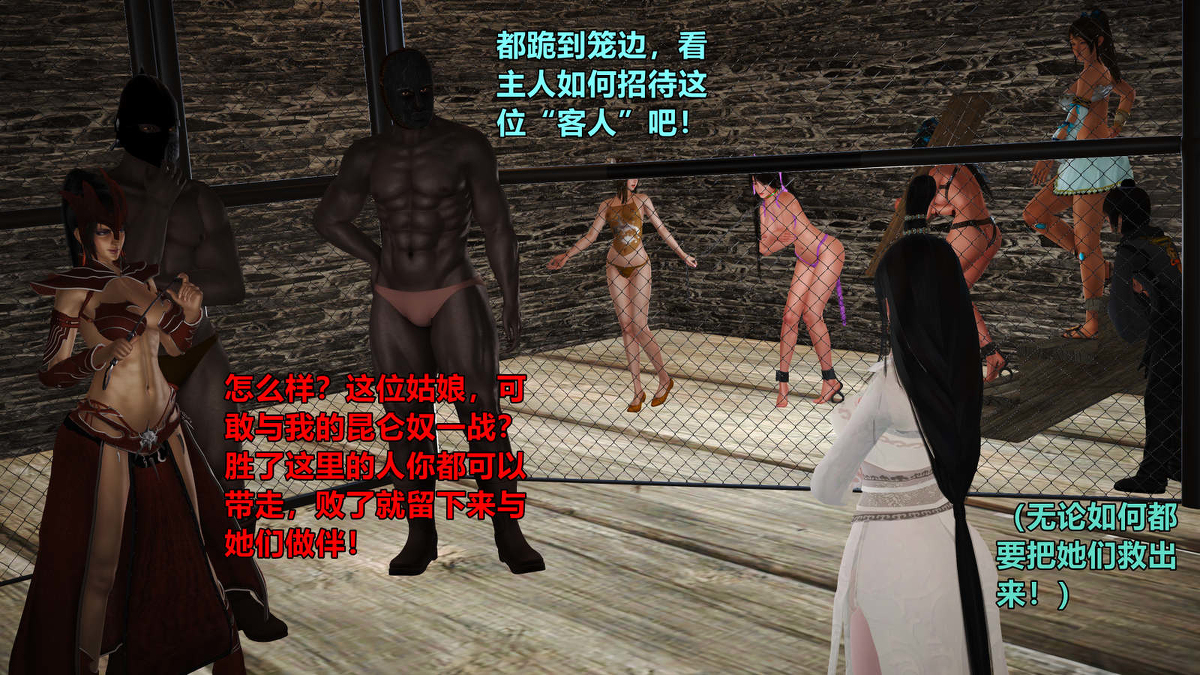 都跪到笼边，看
主人如何招待这
位“客人”吧！
怎么样？这位姑娘，可
敢与我的昆仑奴一战？
胜了这里的人你都可以
带走，败了就留下来与
她们做伴！
（无论如何都
要把她们救出
来！）